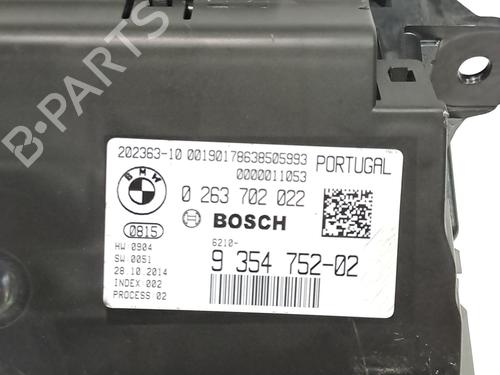 B-PARTS
202363-10 00190178638505993 PORTUGAL
0000011053
BMW
0 263 702 022
0815
BOSCH
HW:0904
SW:0051
28.10.2014
INDEX:002
PROCESS:02
6210-
9 354 752-02